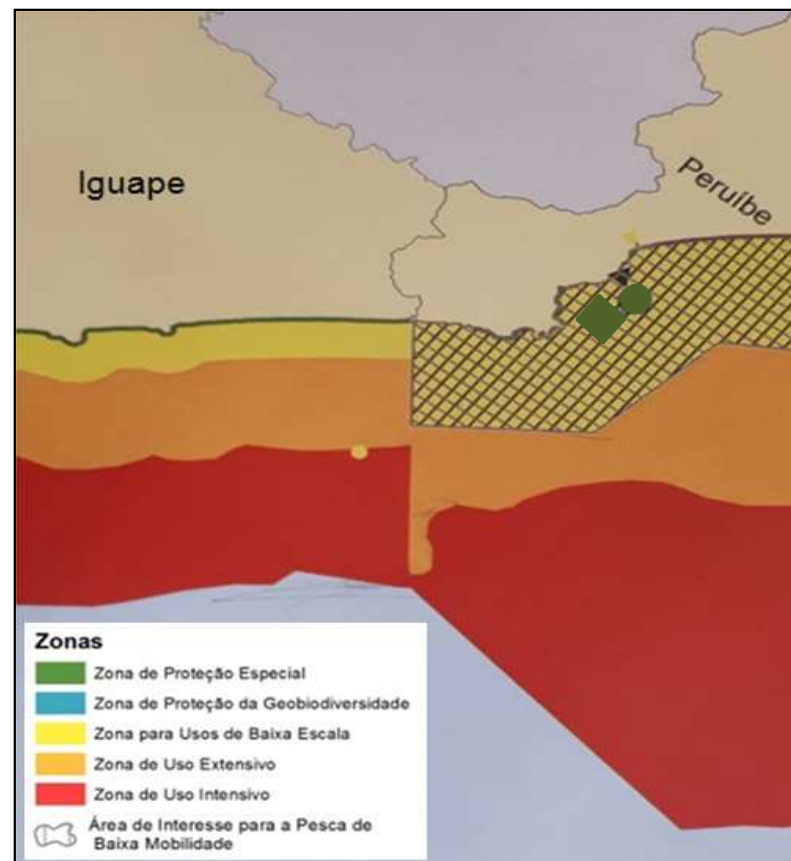 Iguape
Peruíbe
Zonas
Zona de Proteção Especial
Zona de Proteção da Geobiodiversidade
Zona para Usos de Baixa Escala
Zona de Uso Extensivo
Zona de Uso Intensivo
Área de Interesse para a Pesca de
Baixa Mobilidade